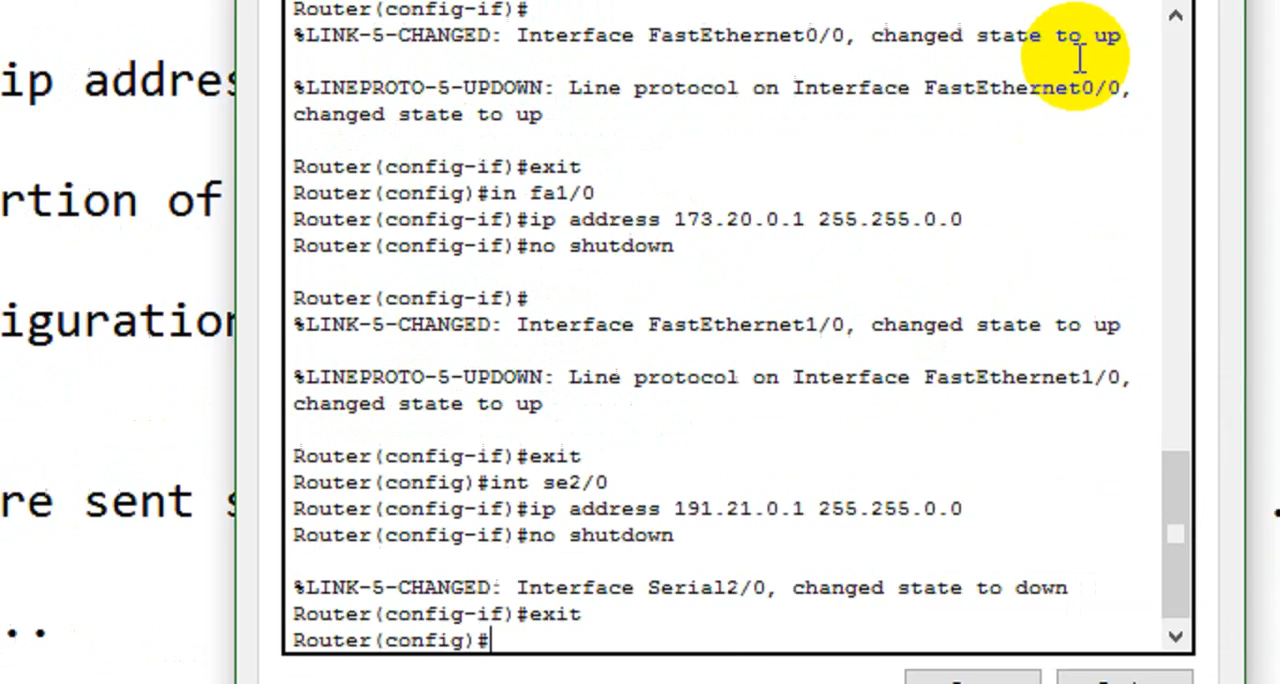 Router(config-if)#
%LINK-5-CHANGED: Interface FastEthernet0/0, changed state to up
ip addres
%LINEPROTO-5-UPDOWN: Line protocol on Interface FastEthernet0/0,
changed state to up
Router(config-if)#exit
Router(config)#in fa1/0
rtion of
Router(config-if)#ip address 173.20.0.1 255.255.0.0
Router(config-if)#no shutdown
Router(config-if)#
%LINK-5-CHANGED: Interface FastEthernet1/0, changed state to up
iguration
%LINEPROTO-5-UPDOWN: Line protocol on Interface FastEthernet1/0,
changed state to up
Router(config-if)#exit
Router(config)#int se2/0
re sent s
Router(config-if)#ip address 191.21.0.1 255.255.0.0
Router(config-if)#no shutdown
%LINK-5-CHANGED: Interface Serial2/0, changed state to down
Router(config-if)#exit
..
Router(config)#